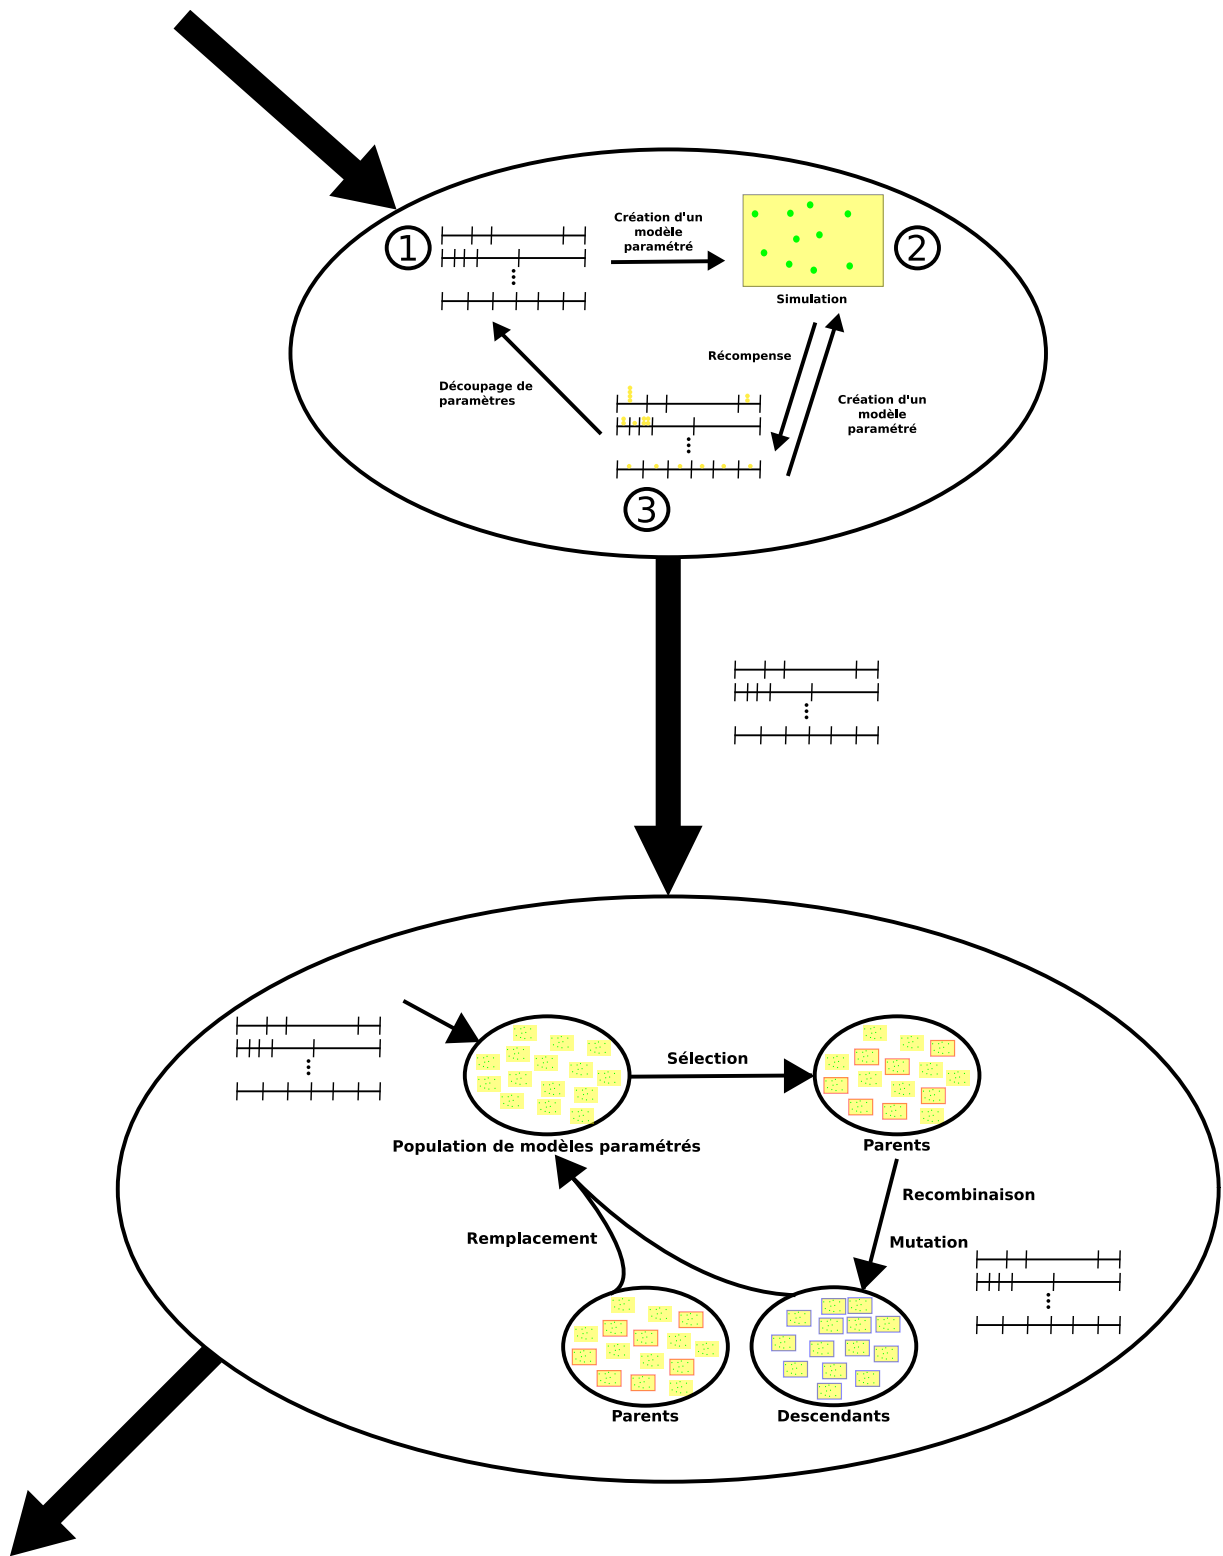 1
Création d'un
modèle
paramétré
2
Simulation
Récompense
Découpage de
paramètres
Création d'un
modèle
paramétré
3
Sélection
Population de modèles paramétrés
Parents
Recombinaison
Remplacement
Mutation
Parents
Descendants